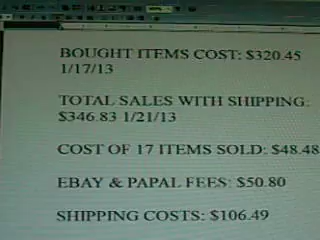 BOUGHT ITEMS COST: $320.45
1/17/13
TOTAL SALES WITH SHIPPING:
$346.83 1/21/13
COST OF 17 ITEMS SOLD: $48.48
EBAY & PAPAL FEES: $50.80
SHIPPING COSTS: $106.49